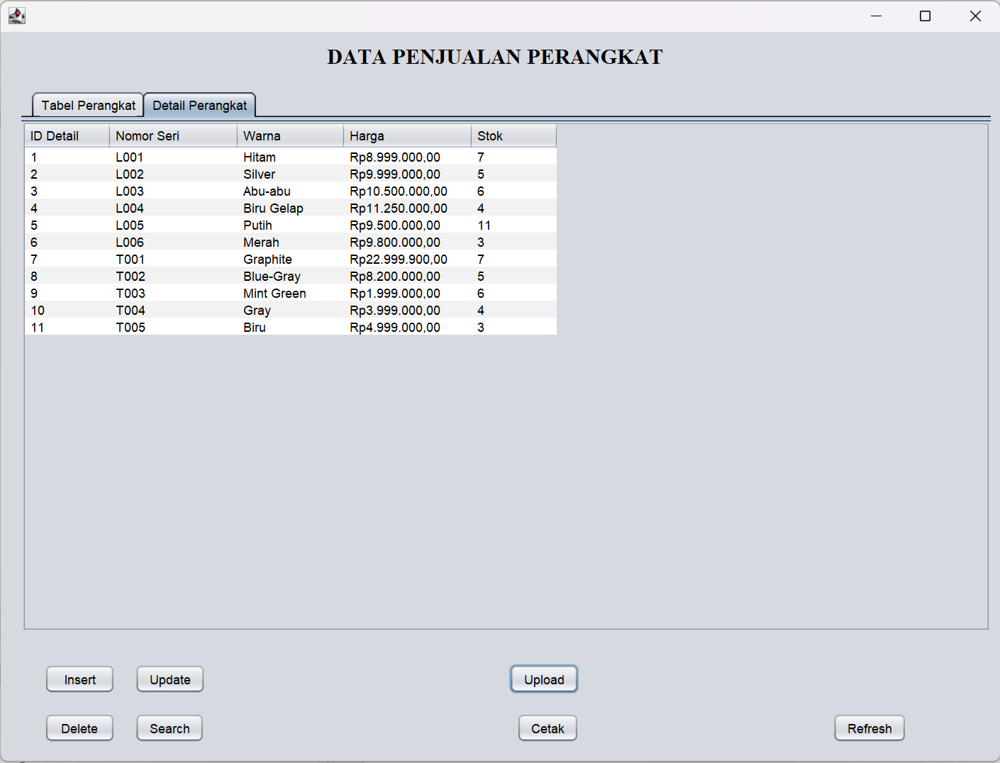 DATA PENJUALAN PERANGKAT
Tabel Perangkat Detail Perangkat
ID Detail Nomor Seri Warna Harga Stok
1 L001 Hitam Rp8.999.000,00 7
2 L002 Silver Rp9.999.000,00 5
3 L003 Abu-abu Rp10.500.000,00 6
4 L004 Biru Gelap Rp11.250.000,00 4
5 L005 Putih Rp9.500.000,00 11
6 L006 Merah Rp9.800.000,00 3
7 T001 Graphite Rp22.999.900,00 7
8 T002 Blue-Gray Rp8.200.000,00 5
9 T003 Mint Green Rp1.999.000,00 6
10 T004 Gray Rp3.999.000,00 4
11 T005 Biru Rp4.999.000,00 3
Insert Update Upload
Delete Search Cetak Refresh